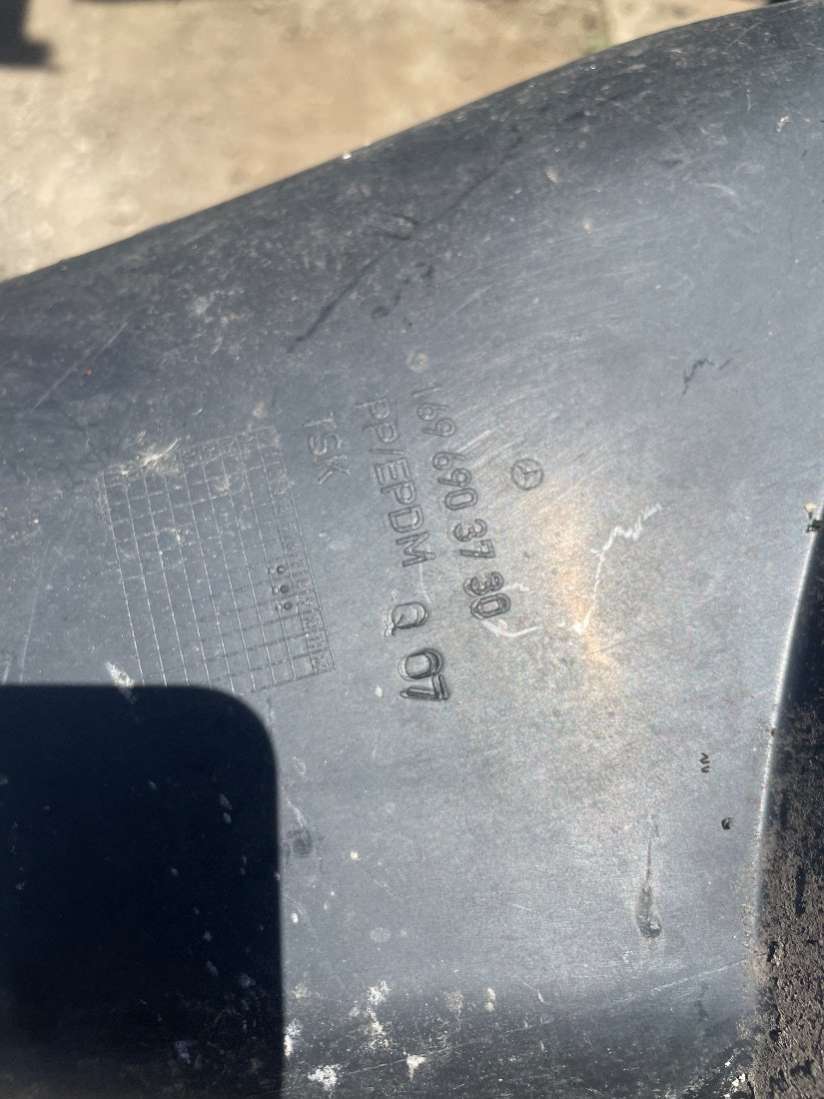 169 690 37 30
PP/EPDM Q 07
TSK